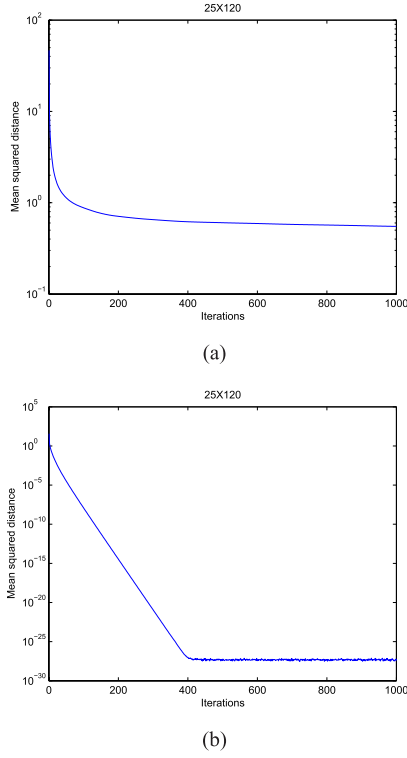 25X120
10^2
10^1
10^0
10^-1
Mean squared distance
0 200 400 600 800 1000
Iterations
(a)
25X120
10^5
10^0
10^-5
10^-10
10^-15
10^-20
10^-25
10^-30
Mean squared distance
0 200 400 600 800 1000
Iterations
(b)